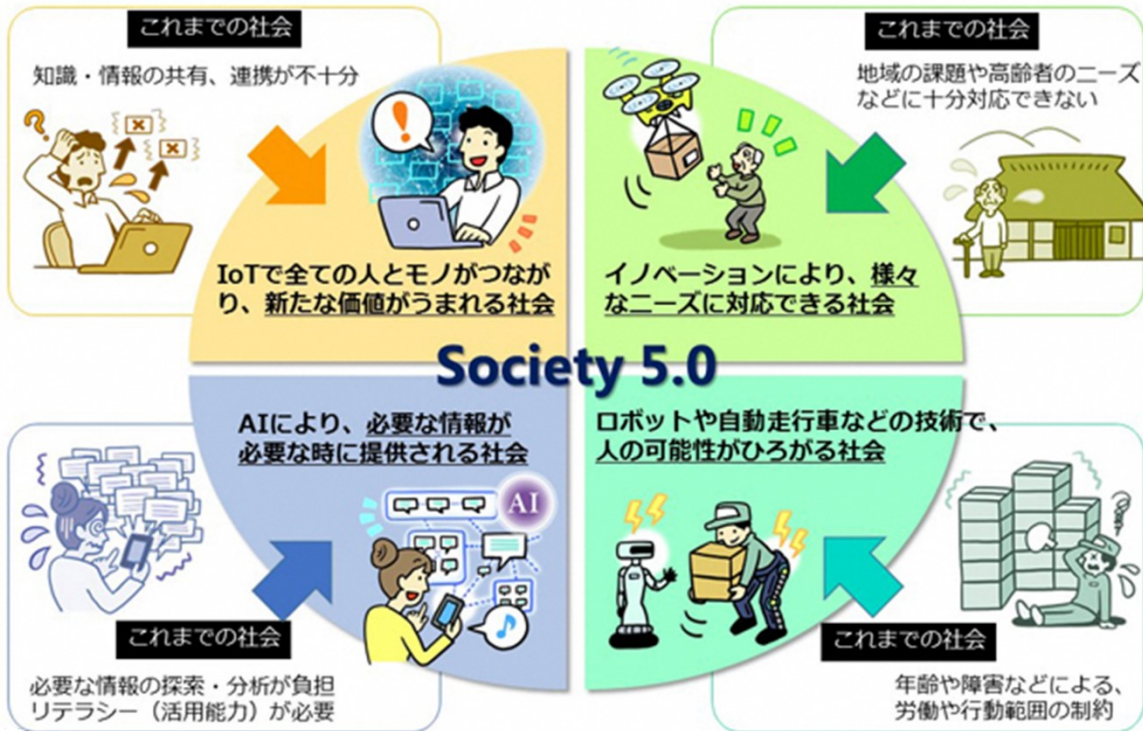 これまでの社会
知識・情報の共有、連携が不十分
IoTで全ての人とモノがつなが
り、新たな価値がうまれる社会
これまでの社会
地域の課題や高齢者のニーズ
などに十分対応できない
イノベーションにより、様々
なニーズに対応できる社会
Society 5.0
AIにより、必要な情報が
必要な時に提供される社会
AI
これまでの社会
必要な情報の探索・分析が負担
リテラシー（活用能力）が必要
ロボットや自動走行車などの技術で、
人の可能性がひろがる社会
これまでの社会
年齢や障害などによる、
労働や行動範囲の制約